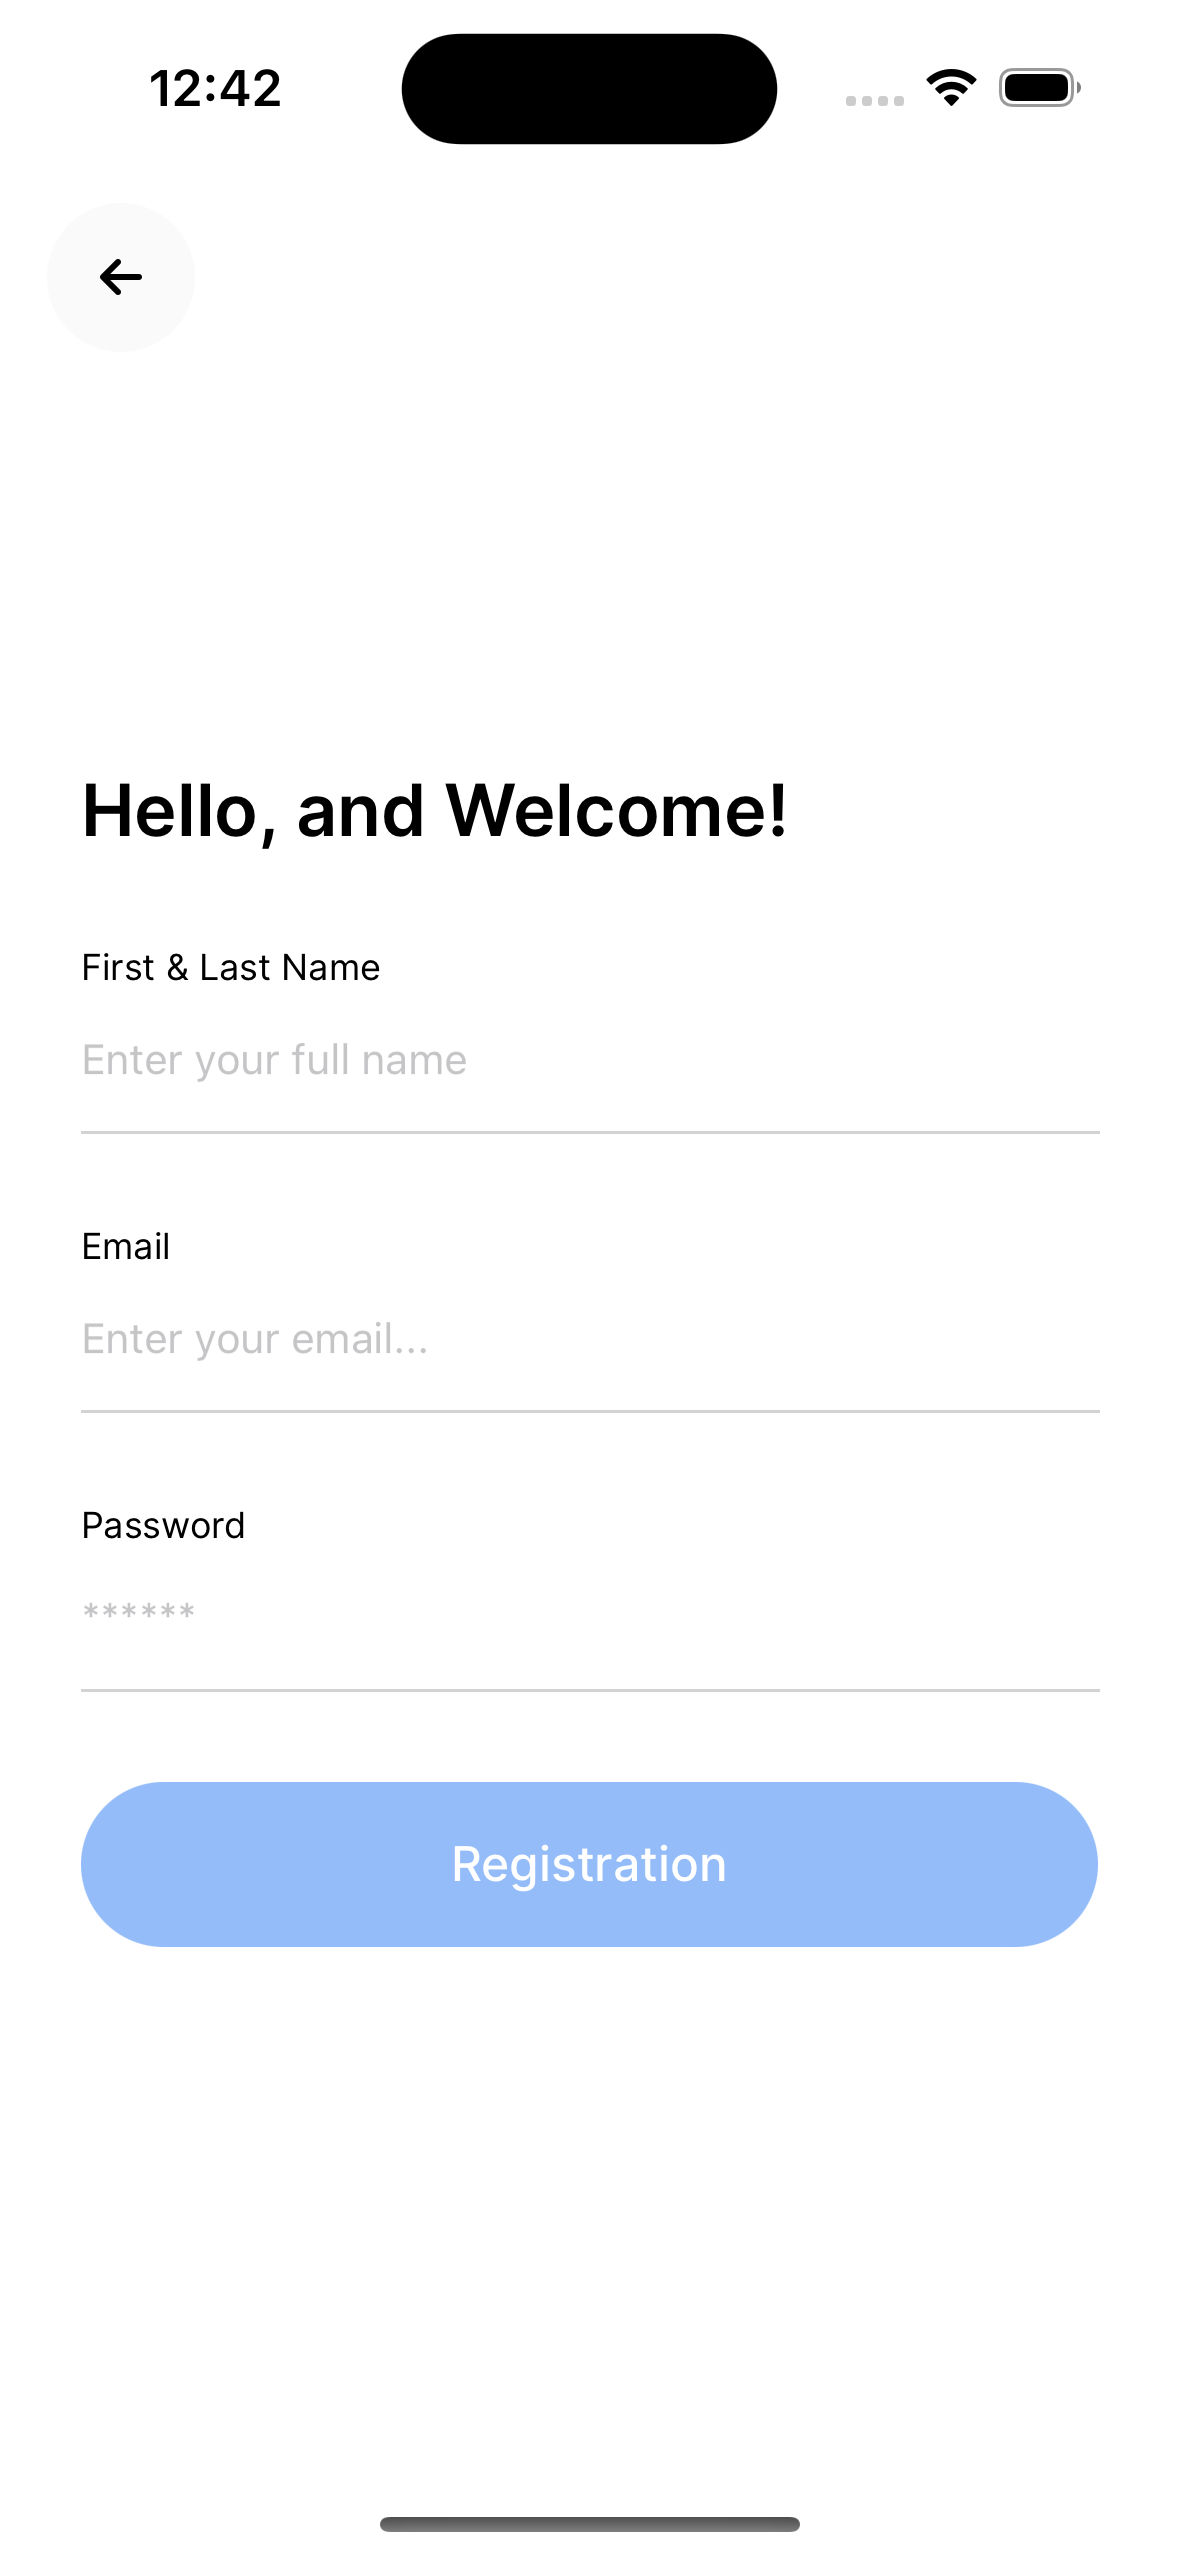 12:42
Hello, and Welcome!
First & Last Name
Enter your full name
Email
Enter your email...
Password
******
Registration